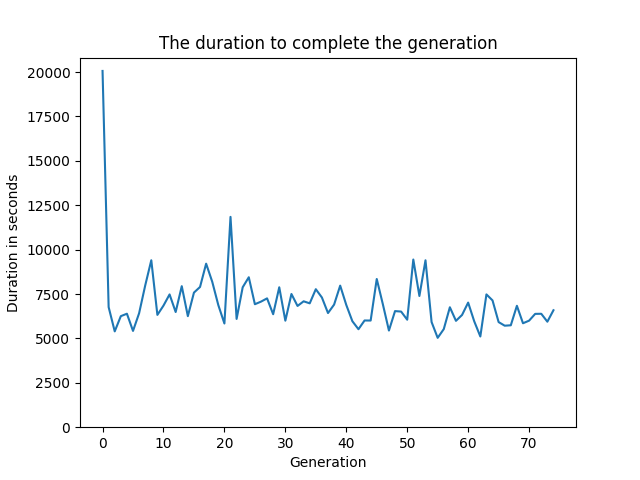 The duration to complete the generation
20000
17500
15000
12500
10000
7500
5000
2500
0
Duration in seconds
0 10 20 30 40 50 60 70
Generation